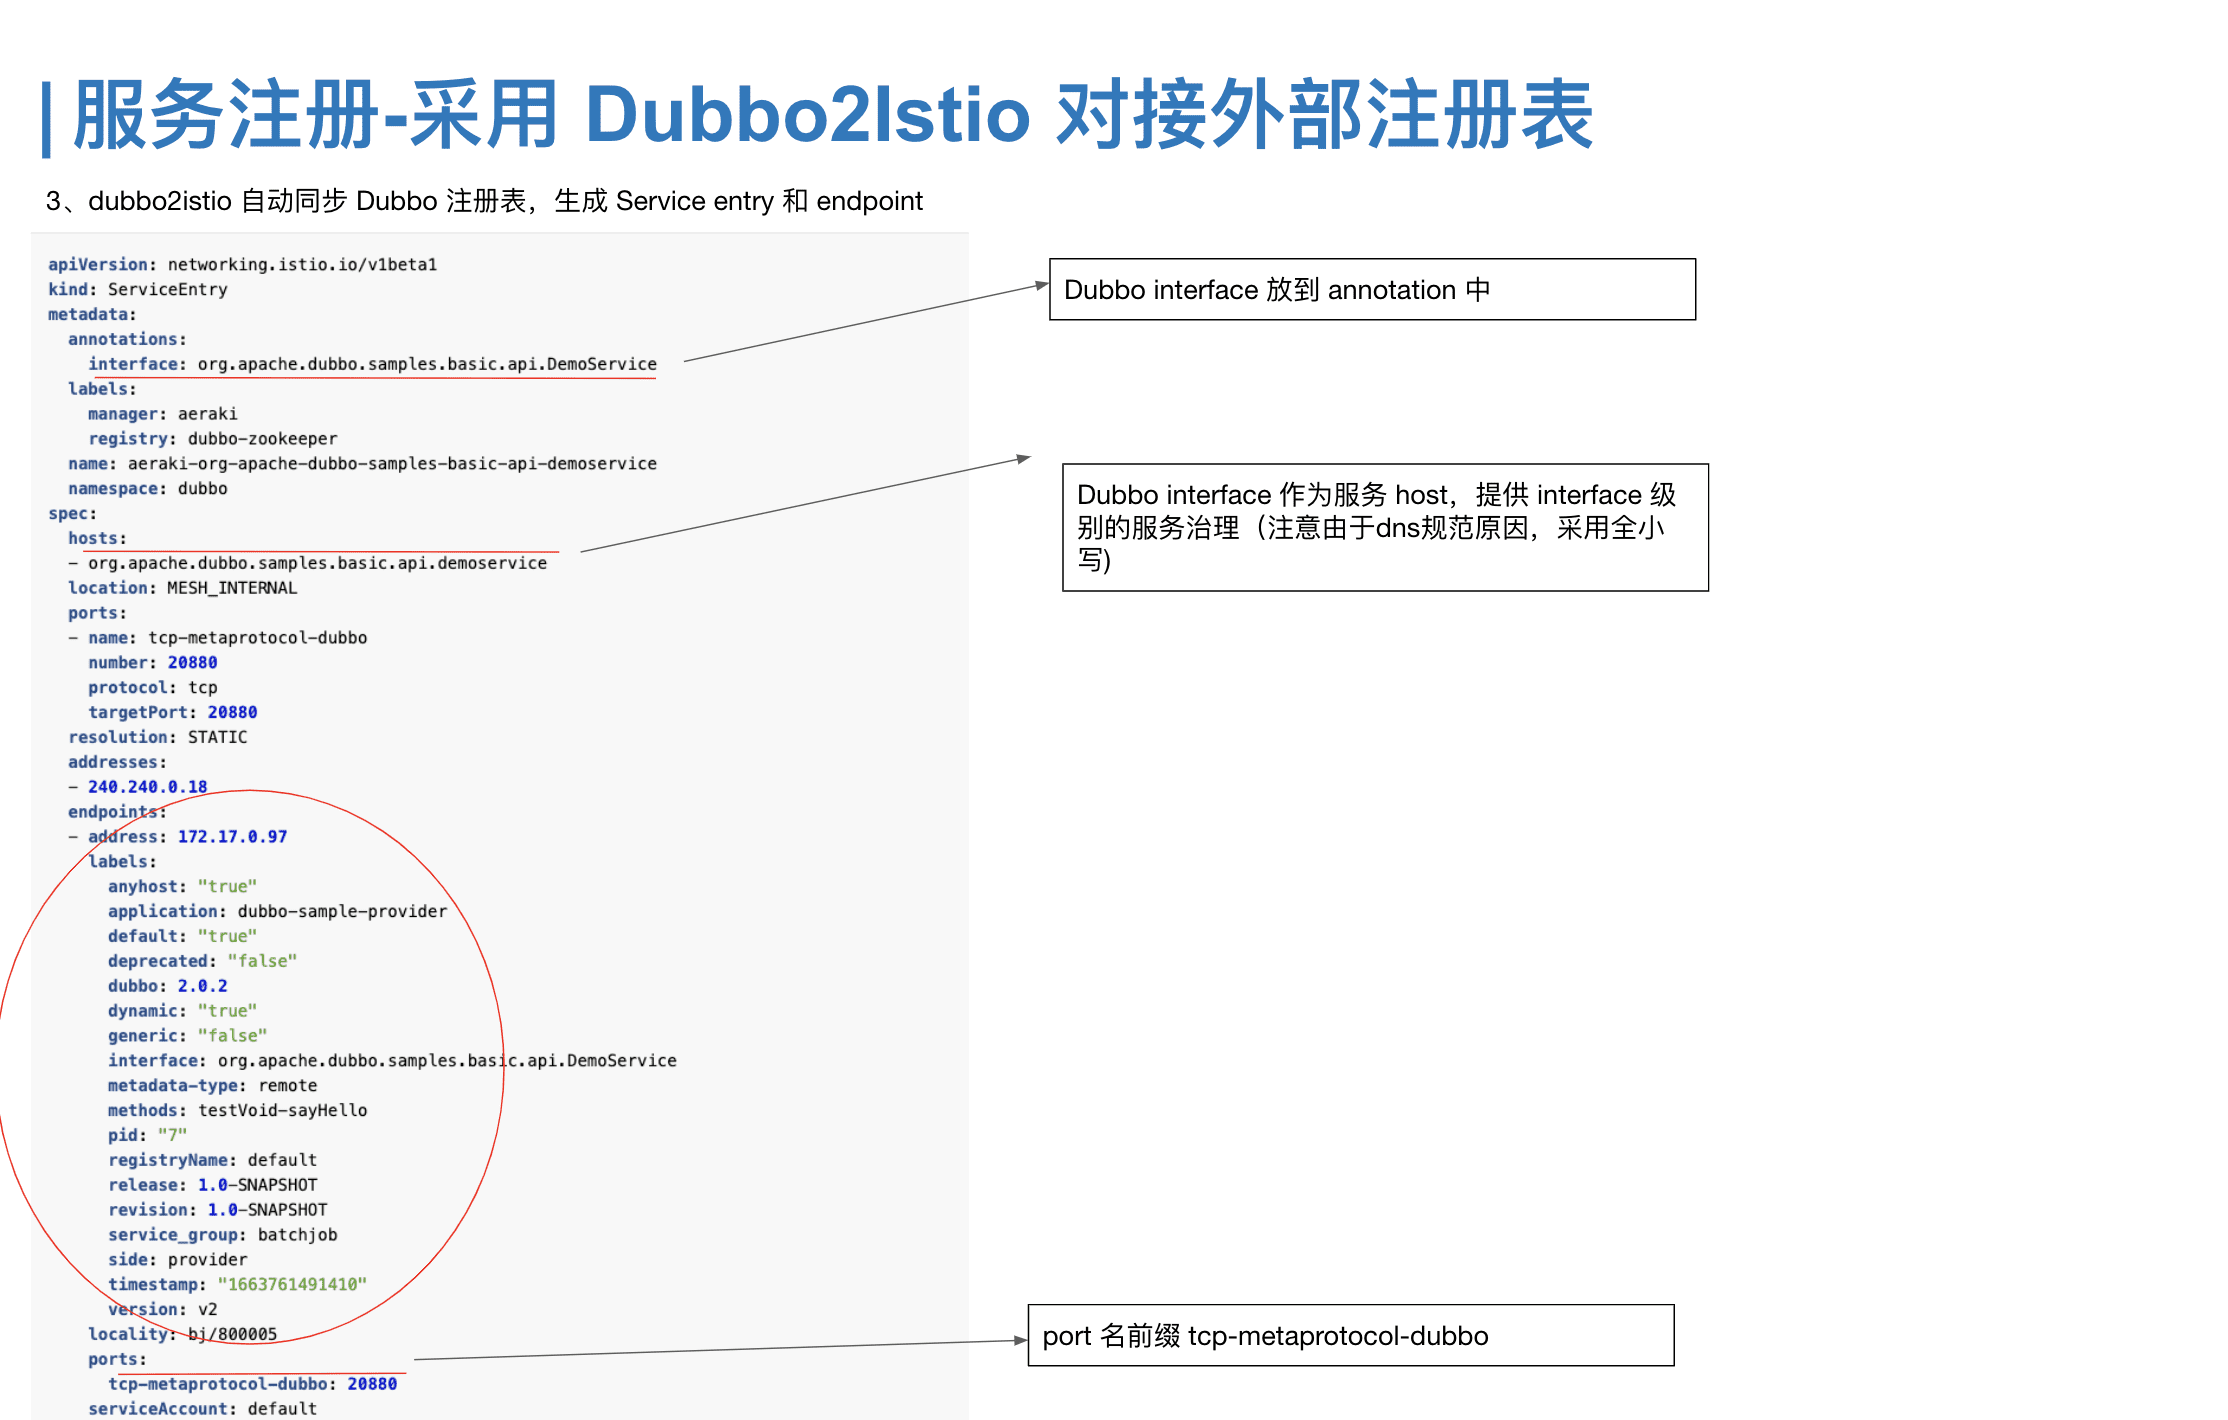 | 服务注册-采用 Dubbo2Istio 对接外部注册表
3、dubbo2istio 自动同步 Dubbo 注册表，生成 Service entry 和 endpoint
apiVersion: networking.istio.io/v1beta1
kind: ServiceEntry
metadata:
  annotations:
    interface: org.apache.dubbo.samples.basic.api.DemoService
  labels:
    manager: aeraki
    registry: dubbo-zookeeper
  name: aeraki-org-apache-dubbo-samples-basic-api-demoservice
  namespace: dubbo
spec:
  hosts:
  - org.apache.dubbo.samples.basic.api.demoservice
  location: MESH_INTERNAL
  ports:
  - name: tcp-metaprotocol-dubbo
    number: 20880
    protocol: tcp
    targetPort: 20880
  resolution: STATIC
  addresses:
  - 240.240.0.18
  endpoints:
  - address: 172.17.0.97
    labels:
      anyhost: "true"
      application: dubbo-sample-provider
      default: "true"
      deprecated: "false"
      dubbo: 2.0.2
      dynamic: "true"
      generic: "false"
      interface: org.apache.dubbo.samples.basic.api.DemoService
      metadata-type: remote
      methods: testVoid-sayHello
      pid: "7"
      registryName: default
      release: 1.0-SNAPSHOT
      revision: 1.0-SNAPSHOT
      service_group: batchjob
      side: provider
      timestamp: "1663761491410"
      version: v2
    locality: bj/800005
    ports:
      tcp-metaprotocol-dubbo: 20880
    serviceAccount: default
Dubbo interface 放到 annotation 中
Dubbo interface 作为服务 host，提供 interface 级
别的服务治理（注意由于dns规范原因，采用全小
写)
port 名前缀 tcp-metaprotocol-dubbo